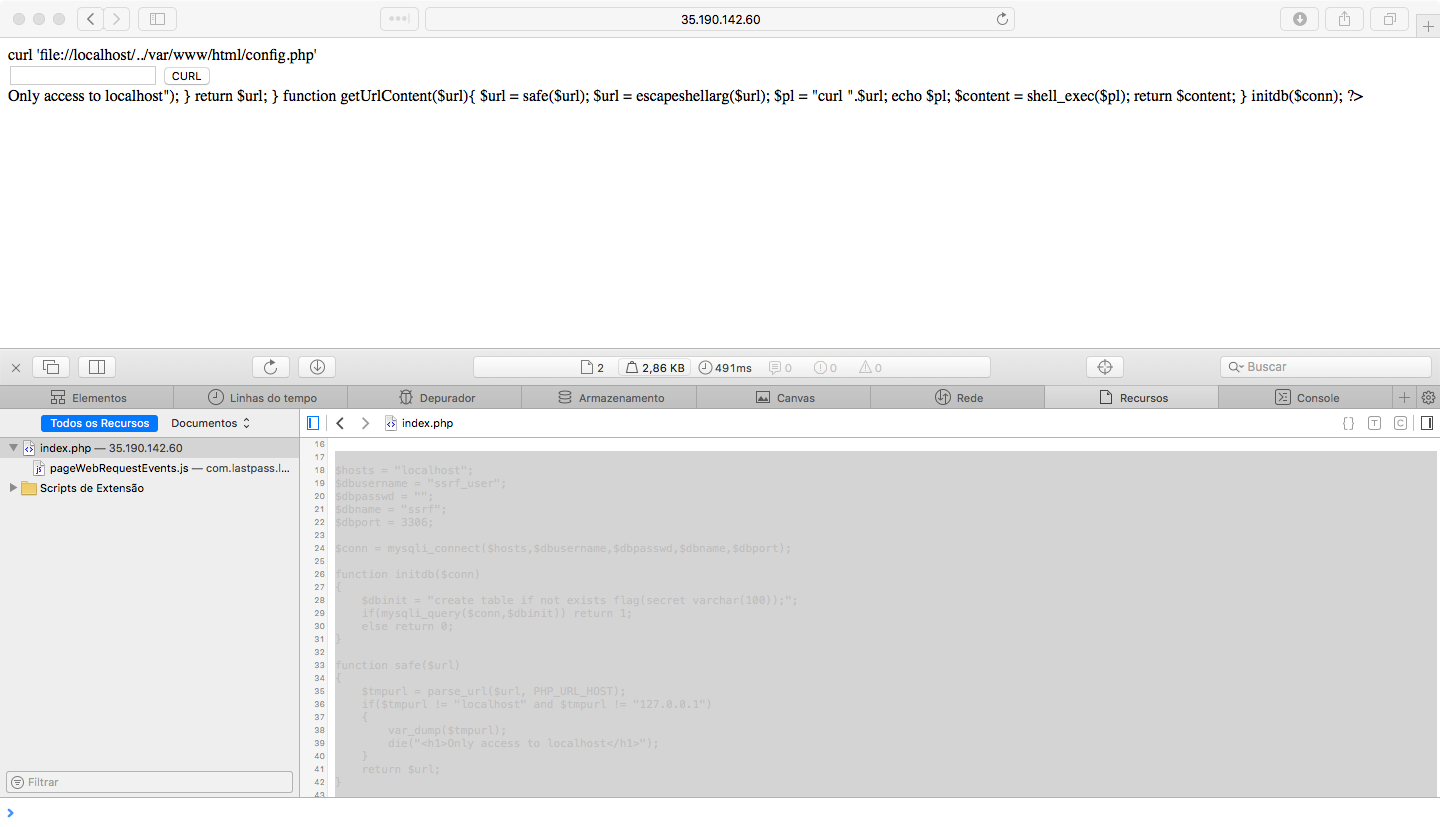 35.190.142.60
curl 'file://localhost/../var/www/html/config.php'
CURL
Only access to localhost"); } return $url; } function getUrlContent($url){ $url = safe($url); $url = escapeshellarg($url); $pl = "curl ".$url; echo $pl; $content = shell_exec($pl); return $content; } initdb($conn); ?>
2 2,86 KB 491ms 0 0 0 Buscar
Elementos Linhas do tempo Depurador Armazenamento Canvas Rede Recursos Console
Todos os Recursos Documentos index.php
index.php — 35.190.142.60
pageWebRequestEvents.js — com.lastpass.l...
Scripts de Extensão
16
17
18 $hosts = "localhost";
19 $dbusername = "ssrf_user";
20 $dbpasswd = "";
21 $dbname = "ssrf";
22 $dbport = 3306;
23
24 $conn = mysqli_connect($hosts,$dbusername,$dbpasswd,$dbname,$dbport);
25
26 function initdb($conn)
27 {
28 $dbinit = "create table if not exists flag(secret varchar(100));";
29 if(mysqli_query($conn,$dbinit)) return 1;
30 else return 0;
31 }
32
33 function safe($url)
34 {
35 $tmpurl = parse_url($url, PHP_URL_HOST);
36 if($tmpurl != "localhost" and $tmpurl != "127.0.0.1")
37 {
38 var_dump($tmpurl);
39 die("<h1>Only access to localhost</h1>");
40 }
41 return $url;
42 }
43
Filtrar